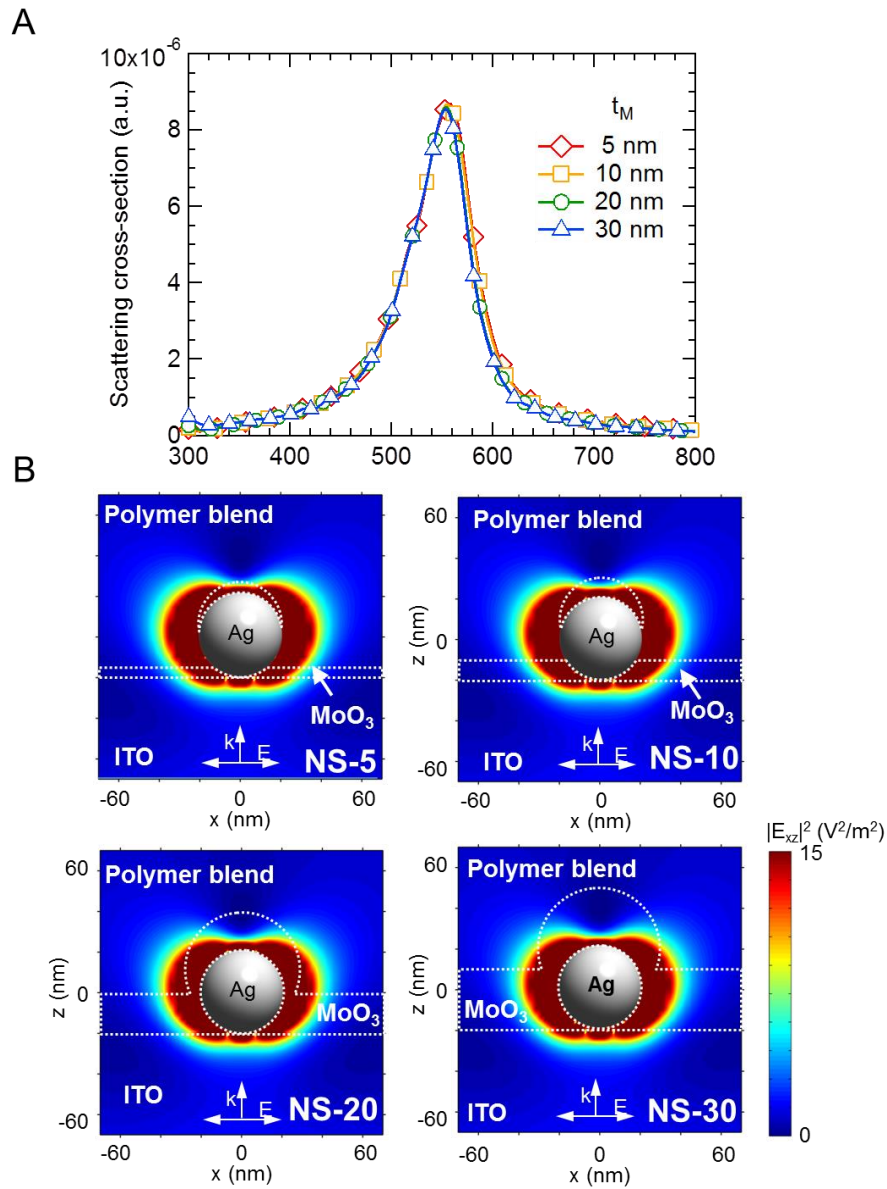 A
10x10-6
8
6
4
2
0
Scattering cross-section (a.u.)
tM
5 nm
10 nm
20 nm
30 nm
300
400
500
600
700
800
B
Polymer blend
Ag
MoO3
ITO
k
E
NS-5
-60
0
60
x (nm)
Polymer blend
60
0
-60
z (nm)
Ag
MoO3
ITO
k
E
NS-10
-60
0
60
x (nm)
Polymer blend
60
0
-60
z (nm)
Ag
MoO3
ITO
k
E
NS-20
-60
0
60
x (nm)
Polymer blend
60
0
-60
z (nm)
Ag
MoO3
ITO
k
E
NS-30
-60
0
60
x (nm)
|Exz|2 (V2/m2)
15
0